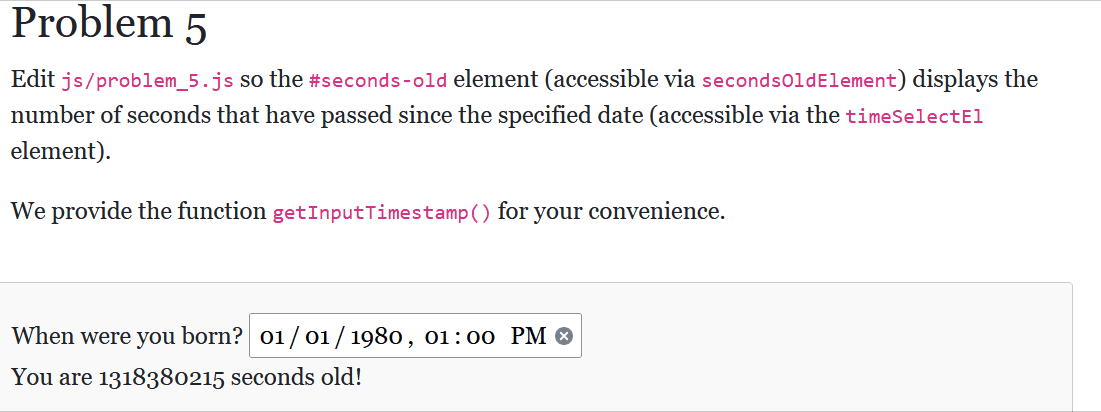 Problem 5
Edit js/problem_5.js so the #seconds-old element (accessible via secondsOldElement) displays the
number of seconds that have passed since the specified date (accessible via the timeSelectEl
element).
We provide the function getInputTimestamp() for your convenience.
When were you born? 01/01/1980, 01:00 PM
You are 1318380215 seconds old!